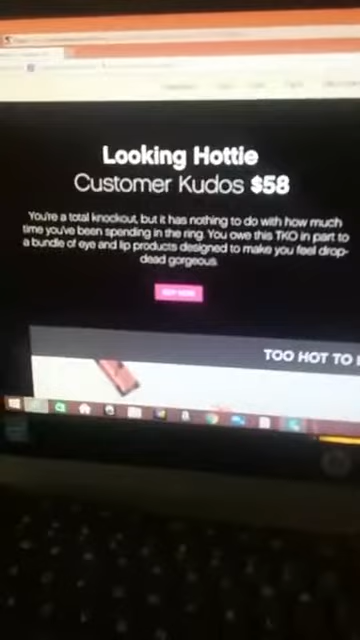 Looking Hottie
Customer Kudos $58
You're a total knockout, but it has nothing to do with how much
time you've been spending in the ring. You owe this TKO in part to
a bundle of eye and lip products designed to make you feel drop-
dead gorgeous.
BUY NOW
TOO HOT TO